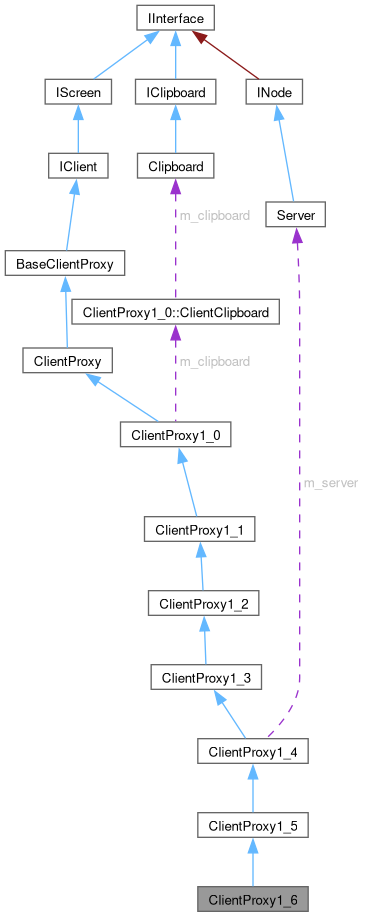 IInterface
IScreen
IClipboard
INode
IClient
Clipboard
Server
m_clipboard
BaseClientProxy
ClientProxy1_0::ClientClipboard
ClientProxy
m_clipboard
ClientProxy1_0
m_server
ClientProxy1_1
ClientProxy1_2
ClientProxy1_3
ClientProxy1_4
ClientProxy1_5
ClientProxy1_6